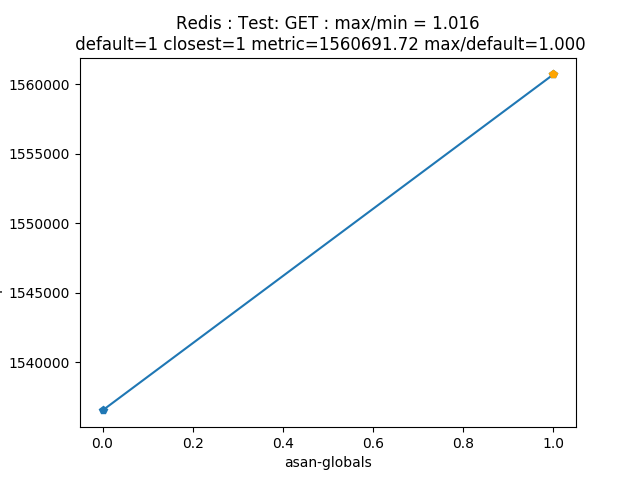 Redis : Test: GET : max/min = 1.016
default=1 closest=1 metric=1560691.72 max/default=1.000
1560000
1555000
1550000
1545000
1540000
0.0 0.2 0.4 0.6 0.8 1.0
asan-globals